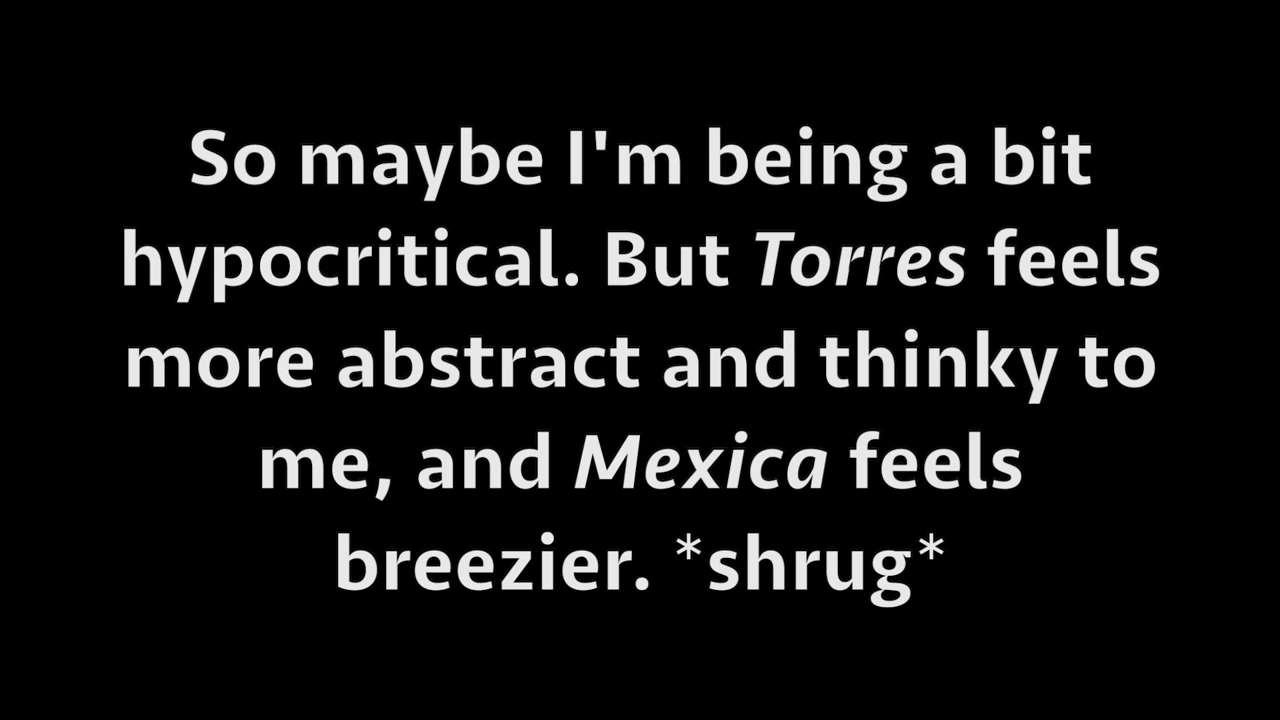 So maybe I'm being a bit
hypocritical. But Torres feels
more abstract and thinky to
me, and Mexica feels
breezier. *shrug*